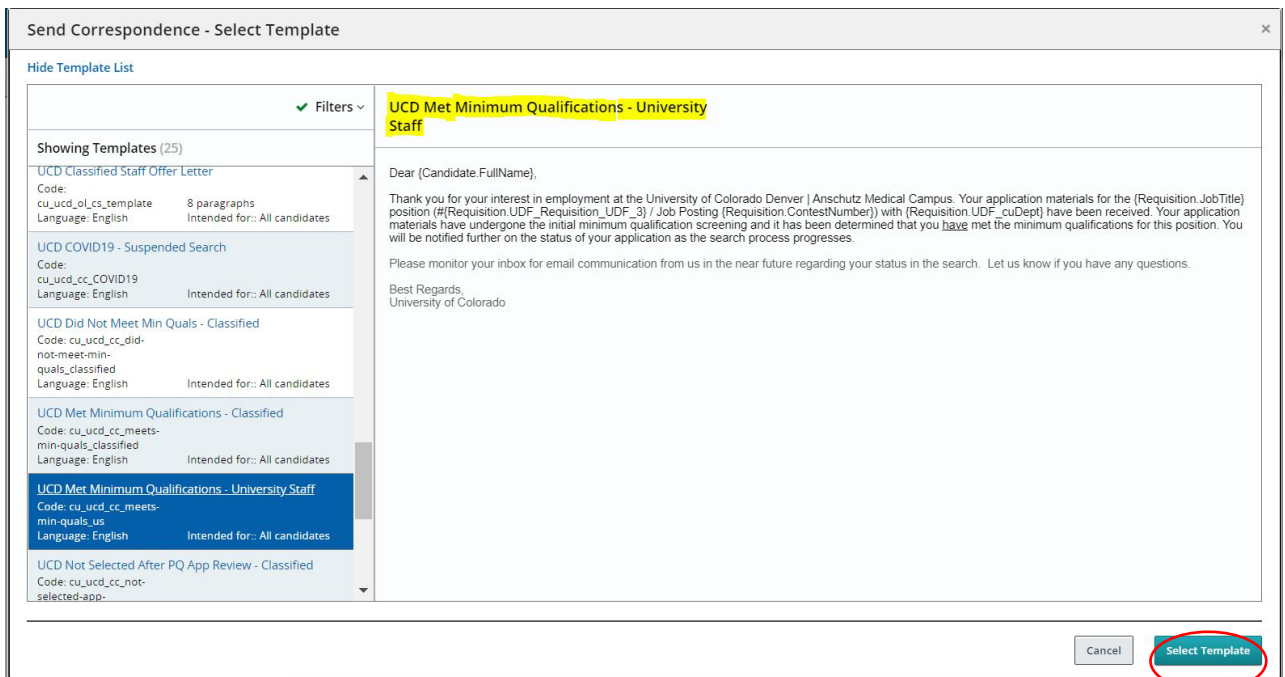 Send Correspondence - Select Template ×
Hide Template List
Filters
Showing Templates (25)
UCD Classified Staff Offer Letter
Code:
cu_ucd_ol_cs_template 8 paragraphs
Language: English Intended for:: All candidates
UCD COVID19 - Suspended Search
Code:
cu_ucd_cc_COVID19
Language: English Intended for:: All candidates
UCD Did Not Meet Min Quals - Classified
Code: cu_ucd_cc_did-
not-meet-min-
quals_classified
Language: English Intended for:: All candidates
UCD Met Minimum Qualifications - Classified
Code: cu_ucd_cc_meets-
min-quals_classified
Language: English Intended for:: All candidates
UCD Met Minimum Qualifications - University Staff
Code: cu_ucd_cc_meets-
min-quals_us
Language: English Intended for:: All candidates
UCD Not Selected After PQ App Review - Classified
Code: cu_ucd_cc_not-
selected-app-
UCD Met Minimum Qualifications - University
Staff
Dear {Candidate.FullName},
Thank you for your interest in employment at the University of Colorado Denver | Anschutz Medical Campus. Your application materials for the {Requisition.JobTitle}
position (#{Requisition.UDF_Requisition_UDF_3} / Job Posting {Requisition.ContestNumber}) with {Requisition.UDF_cuDept} have been received. Your application
materials have undergone the initial minimum qualification screening and it has been determined that you have met the minimum qualifications for this position. You
will be notified further on the status of your application as the search process progresses.
Please monitor your inbox for email communication from us in the near future regarding your status in the search. Let us know if you have any questions.
Best Regards,
University of Colorado
Cancel Select Template